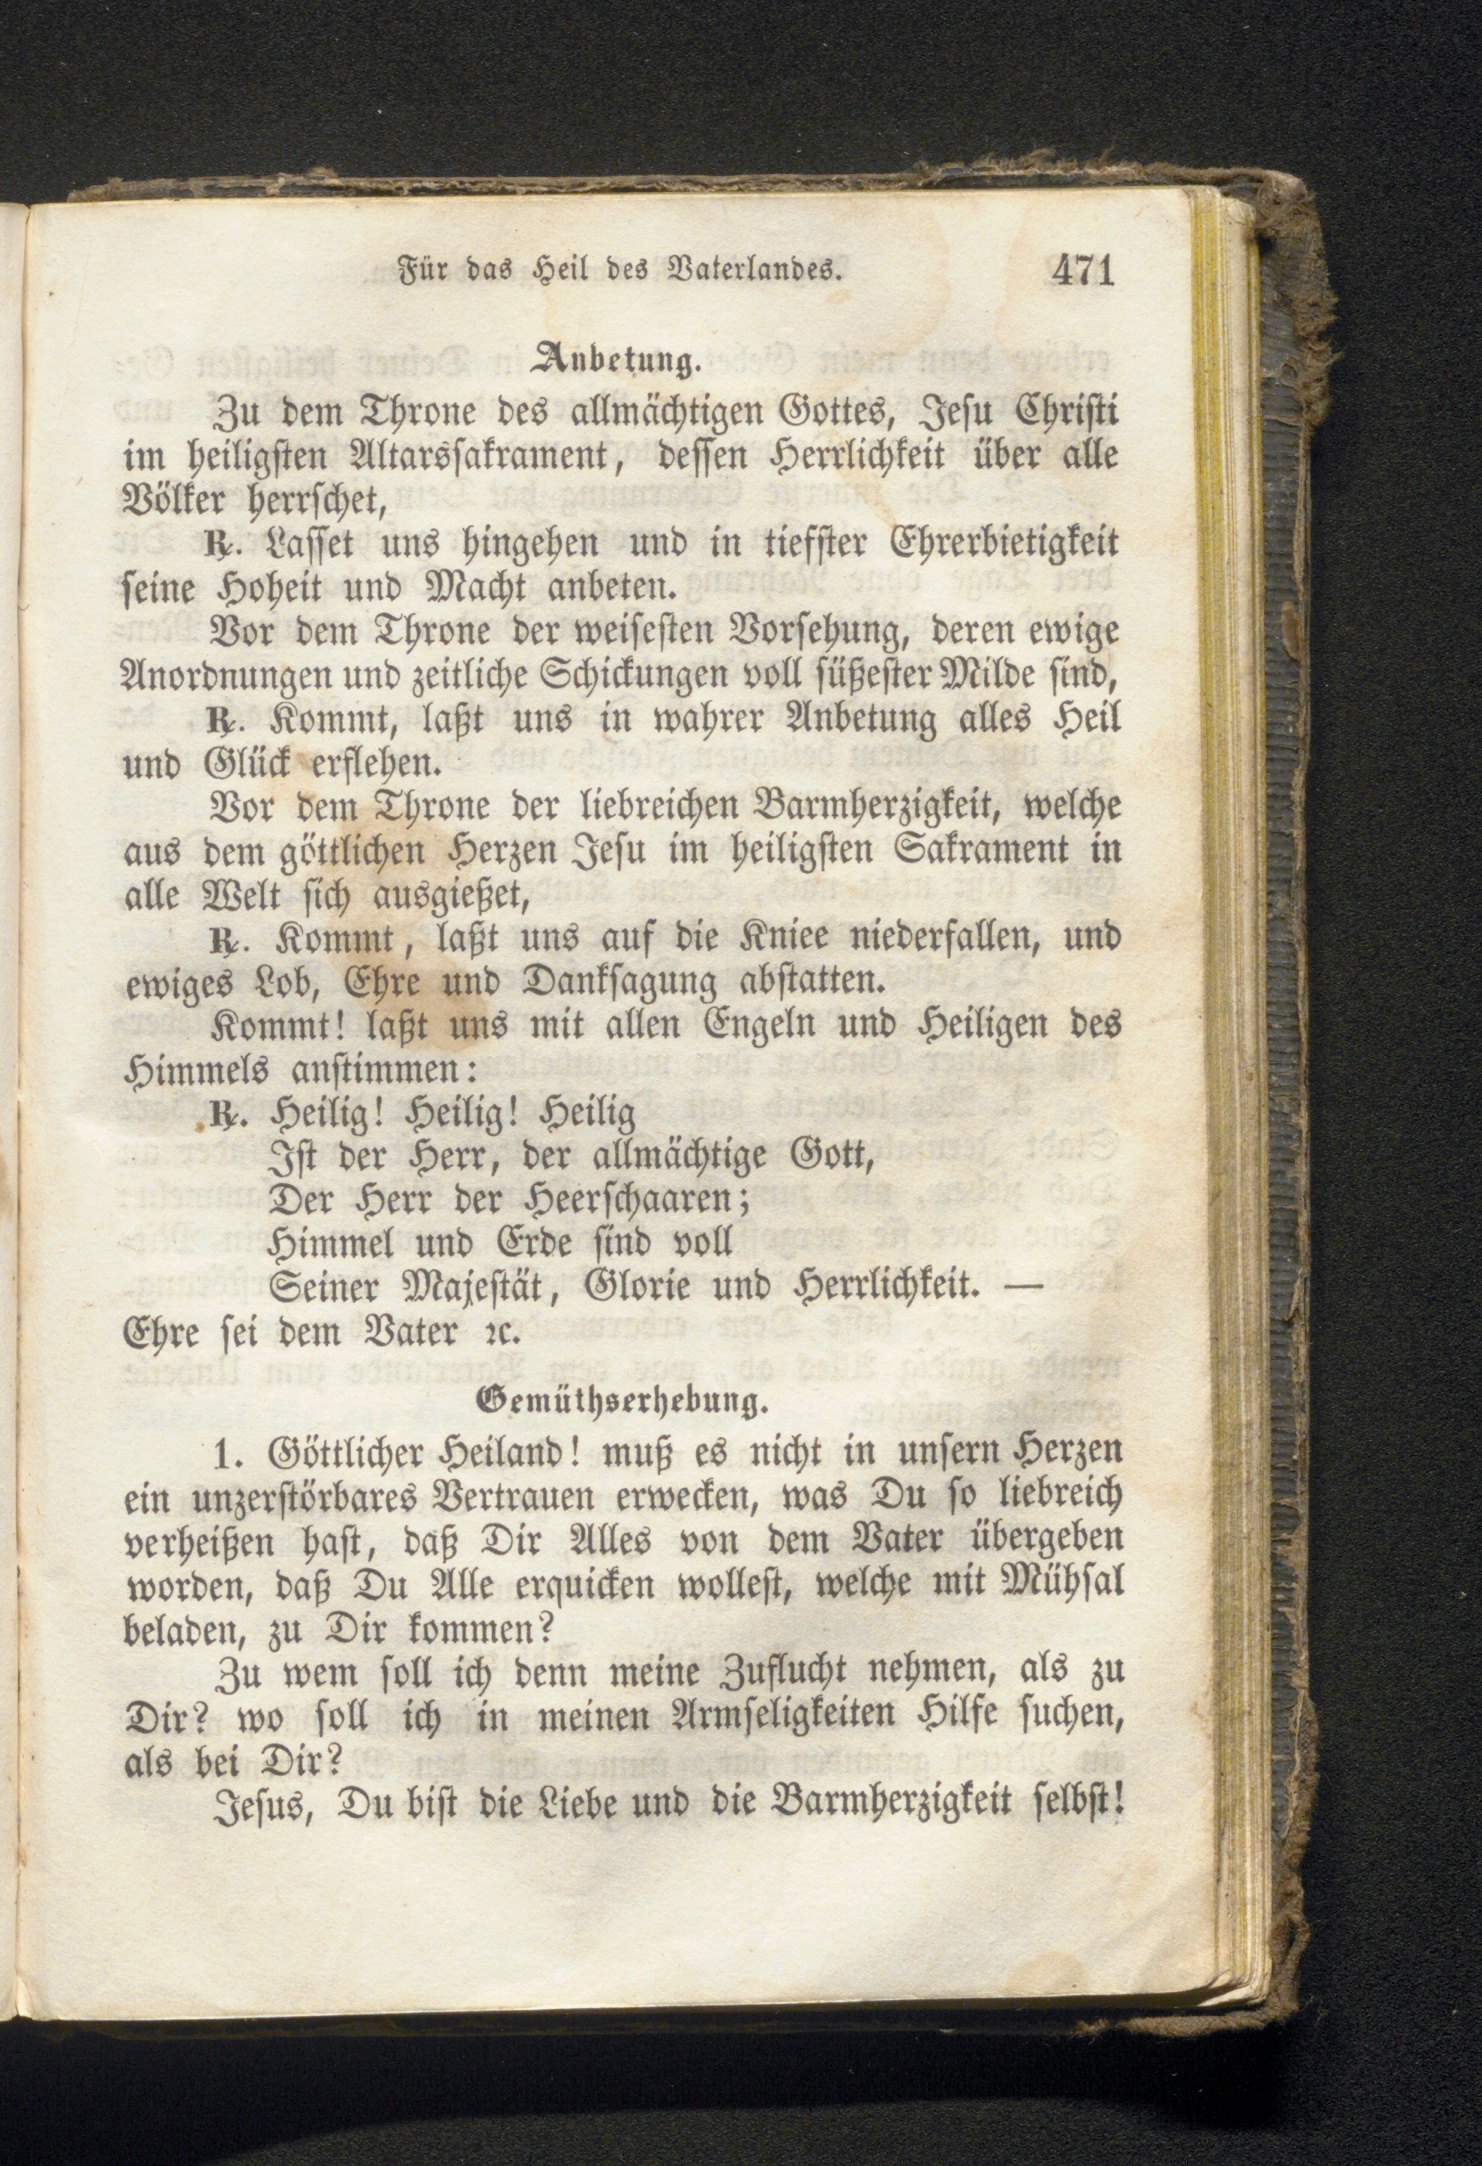 Für das Heil des Vaterlandes. 471
Anbetung.
Zu dem Throne des allmächtigen Gottes, Jesu Christi
im heiligsten Altarssakrament, dessen Herrlichkeit über alle
Völker herrschet,
℟. Lasset uns hingehen und in tiefster Ehrerbietigkeit
seine Hoheit und Macht anbeten.
Vor dem Throne der weisesten Vorsehung, deren ewige
Anordnungen und zeitliche Schickungen voll süßester Milde sind,
℟. Kommt, laßt uns in wahrer Anbetung alles Heil
und Glück erflehen.
Vor dem Throne der liebreichen Barmherzigkeit, welche
aus dem göttlichen Herzen Jesu im heiligsten Sakrament in
alle Welt sich ausgießet,
℟. Kommt, laßt uns auf die Kniee niederfallen, und
ewiges Lob, Ehre und Danksagung abstatten.
Kommt! laßt uns mit allen Engeln und Heiligen des
Himmels anstimmen:
℟. Heilig! Heilig! Heilig
Ist der Herr, der allmächtige Gott,
Der Herr der Heerschaaren;
Himmel und Erde sind voll
Seiner Majestät, Glorie und Herrlichkeit. —
Ehre sei dem Vater ꝛc.
Gemüthserhebung.
1. Göttlicher Heiland! muß es nicht in unsern Herzen
ein unzerstörbares Vertrauen erwecken, was Du so liebreich
verheißen hast, daß Dir Alles von dem Vater übergeben
worden, daß Du Alle erquicken wollest, welche mit Mühsal
beladen, zu Dir kommen?
Zu wem soll ich denn meine Zuflucht nehmen, als zu
Dir? wo soll ich in meinen Armseligkeiten Hilfe suchen,
als bei Dir?
Jesus, Du bist die Liebe und die Barmherzigkeit selbst!